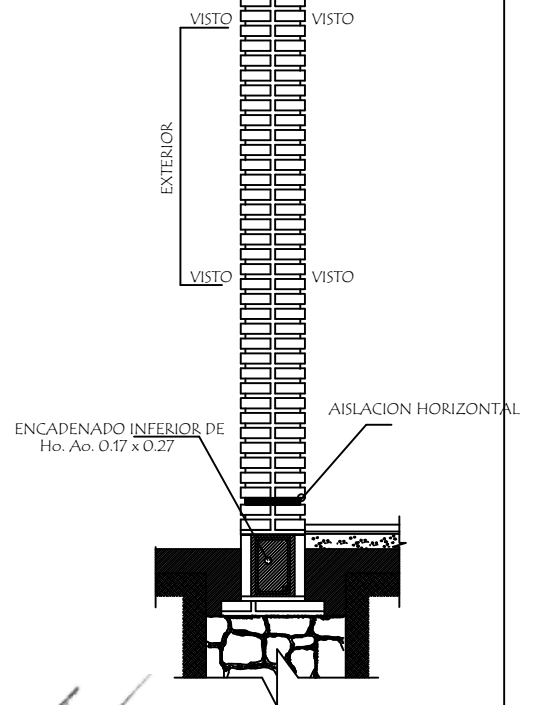 VISTO VISTO
EXTERIOR
VISTO VISTO
AISLACION HORIZONTAL
ENCADENADO INFERIOR DE
Ho. Ao. 0.17 x 0.27